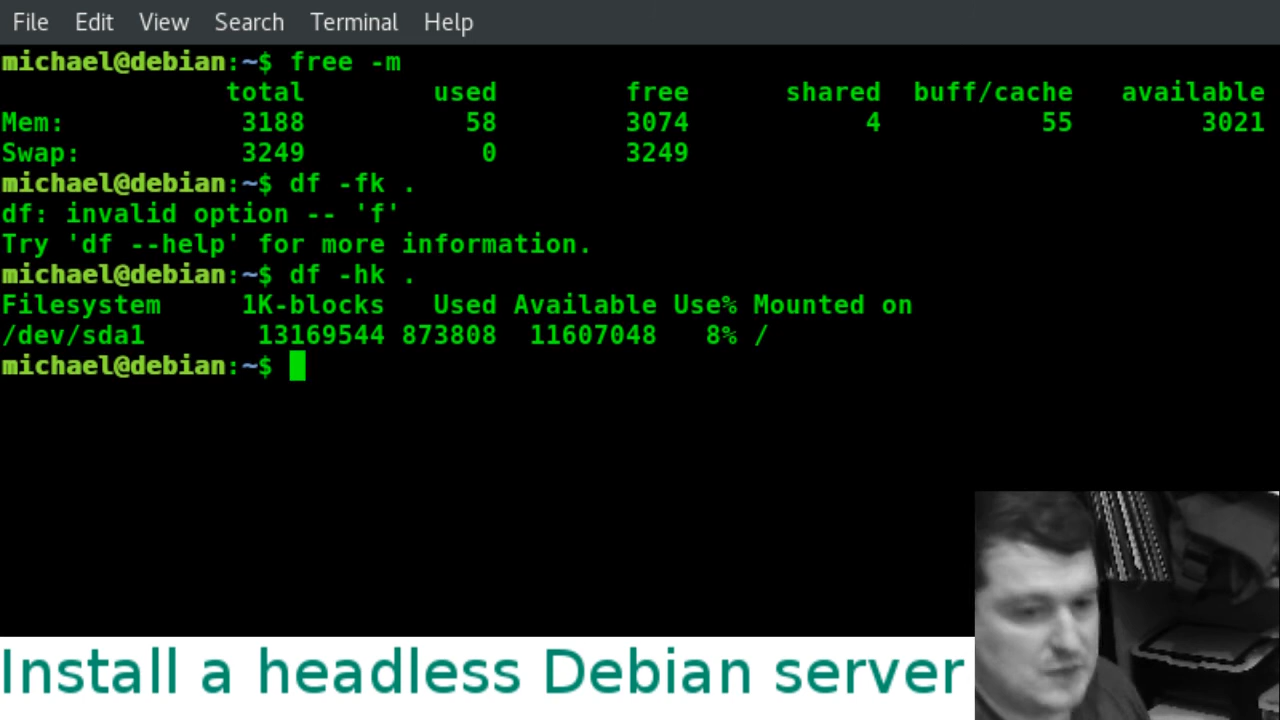 File Edit View Search Terminal Help
michael@debian:~$ free -m
total used free shared buff/cache available
Mem: 3188 58 3074 4 55 3021
Swap: 3249 0 3249
michael@debian:~$ df -fk .
df: invalid option -- 'f'
Try 'df --help' for more information.
michael@debian:~$ df -hk .
Filesystem 1K-blocks Used Available Use% Mounted on
/dev/sda1 13169544 873808 11607048 8% /
michael@debian:~$
Install a headless Debian server